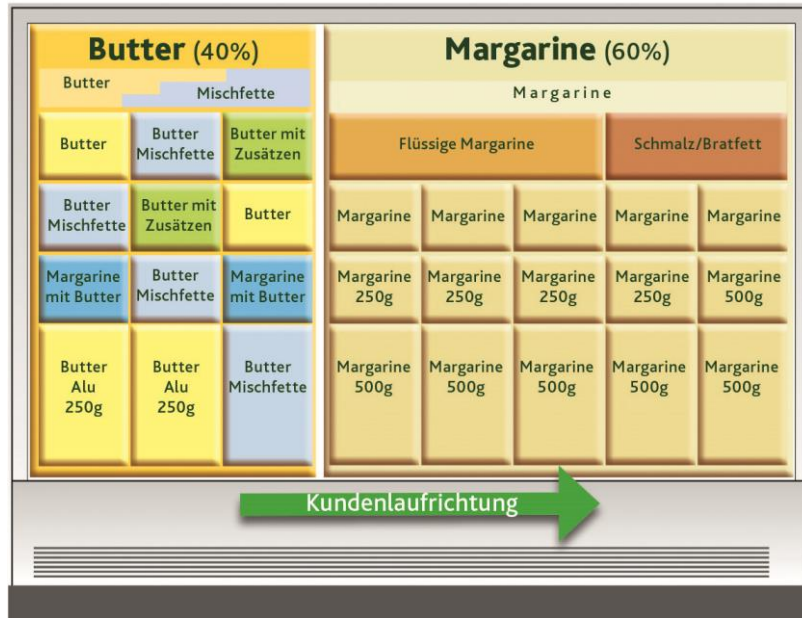 Butter (40%)
Margarine (60%)
Butter
Mischfette
Margarine
Butter
Butter
Mischfette
Butter mit
Zusätzen
Flüssige Margarine
Schmalz/Bratfett
Butter
Mischfette
Butter mit
Zusätzen
Butter
Margarine
Margarine
Margarine
Margarine
Margarine
Margarine
mit Butter
Butter
Mischfette
Margarine
mit Butter
Margarine
250g
Margarine
250g
Margarine
250g
Margarine
250g
Margarine
500g
Butter
Alu
250g
Butter
Alu
250g
Butter
Mischfette
Margarine
500g
Margarine
500g
Margarine
500g
Margarine
500g
Margarine
500g
Kundenlaufrichtung